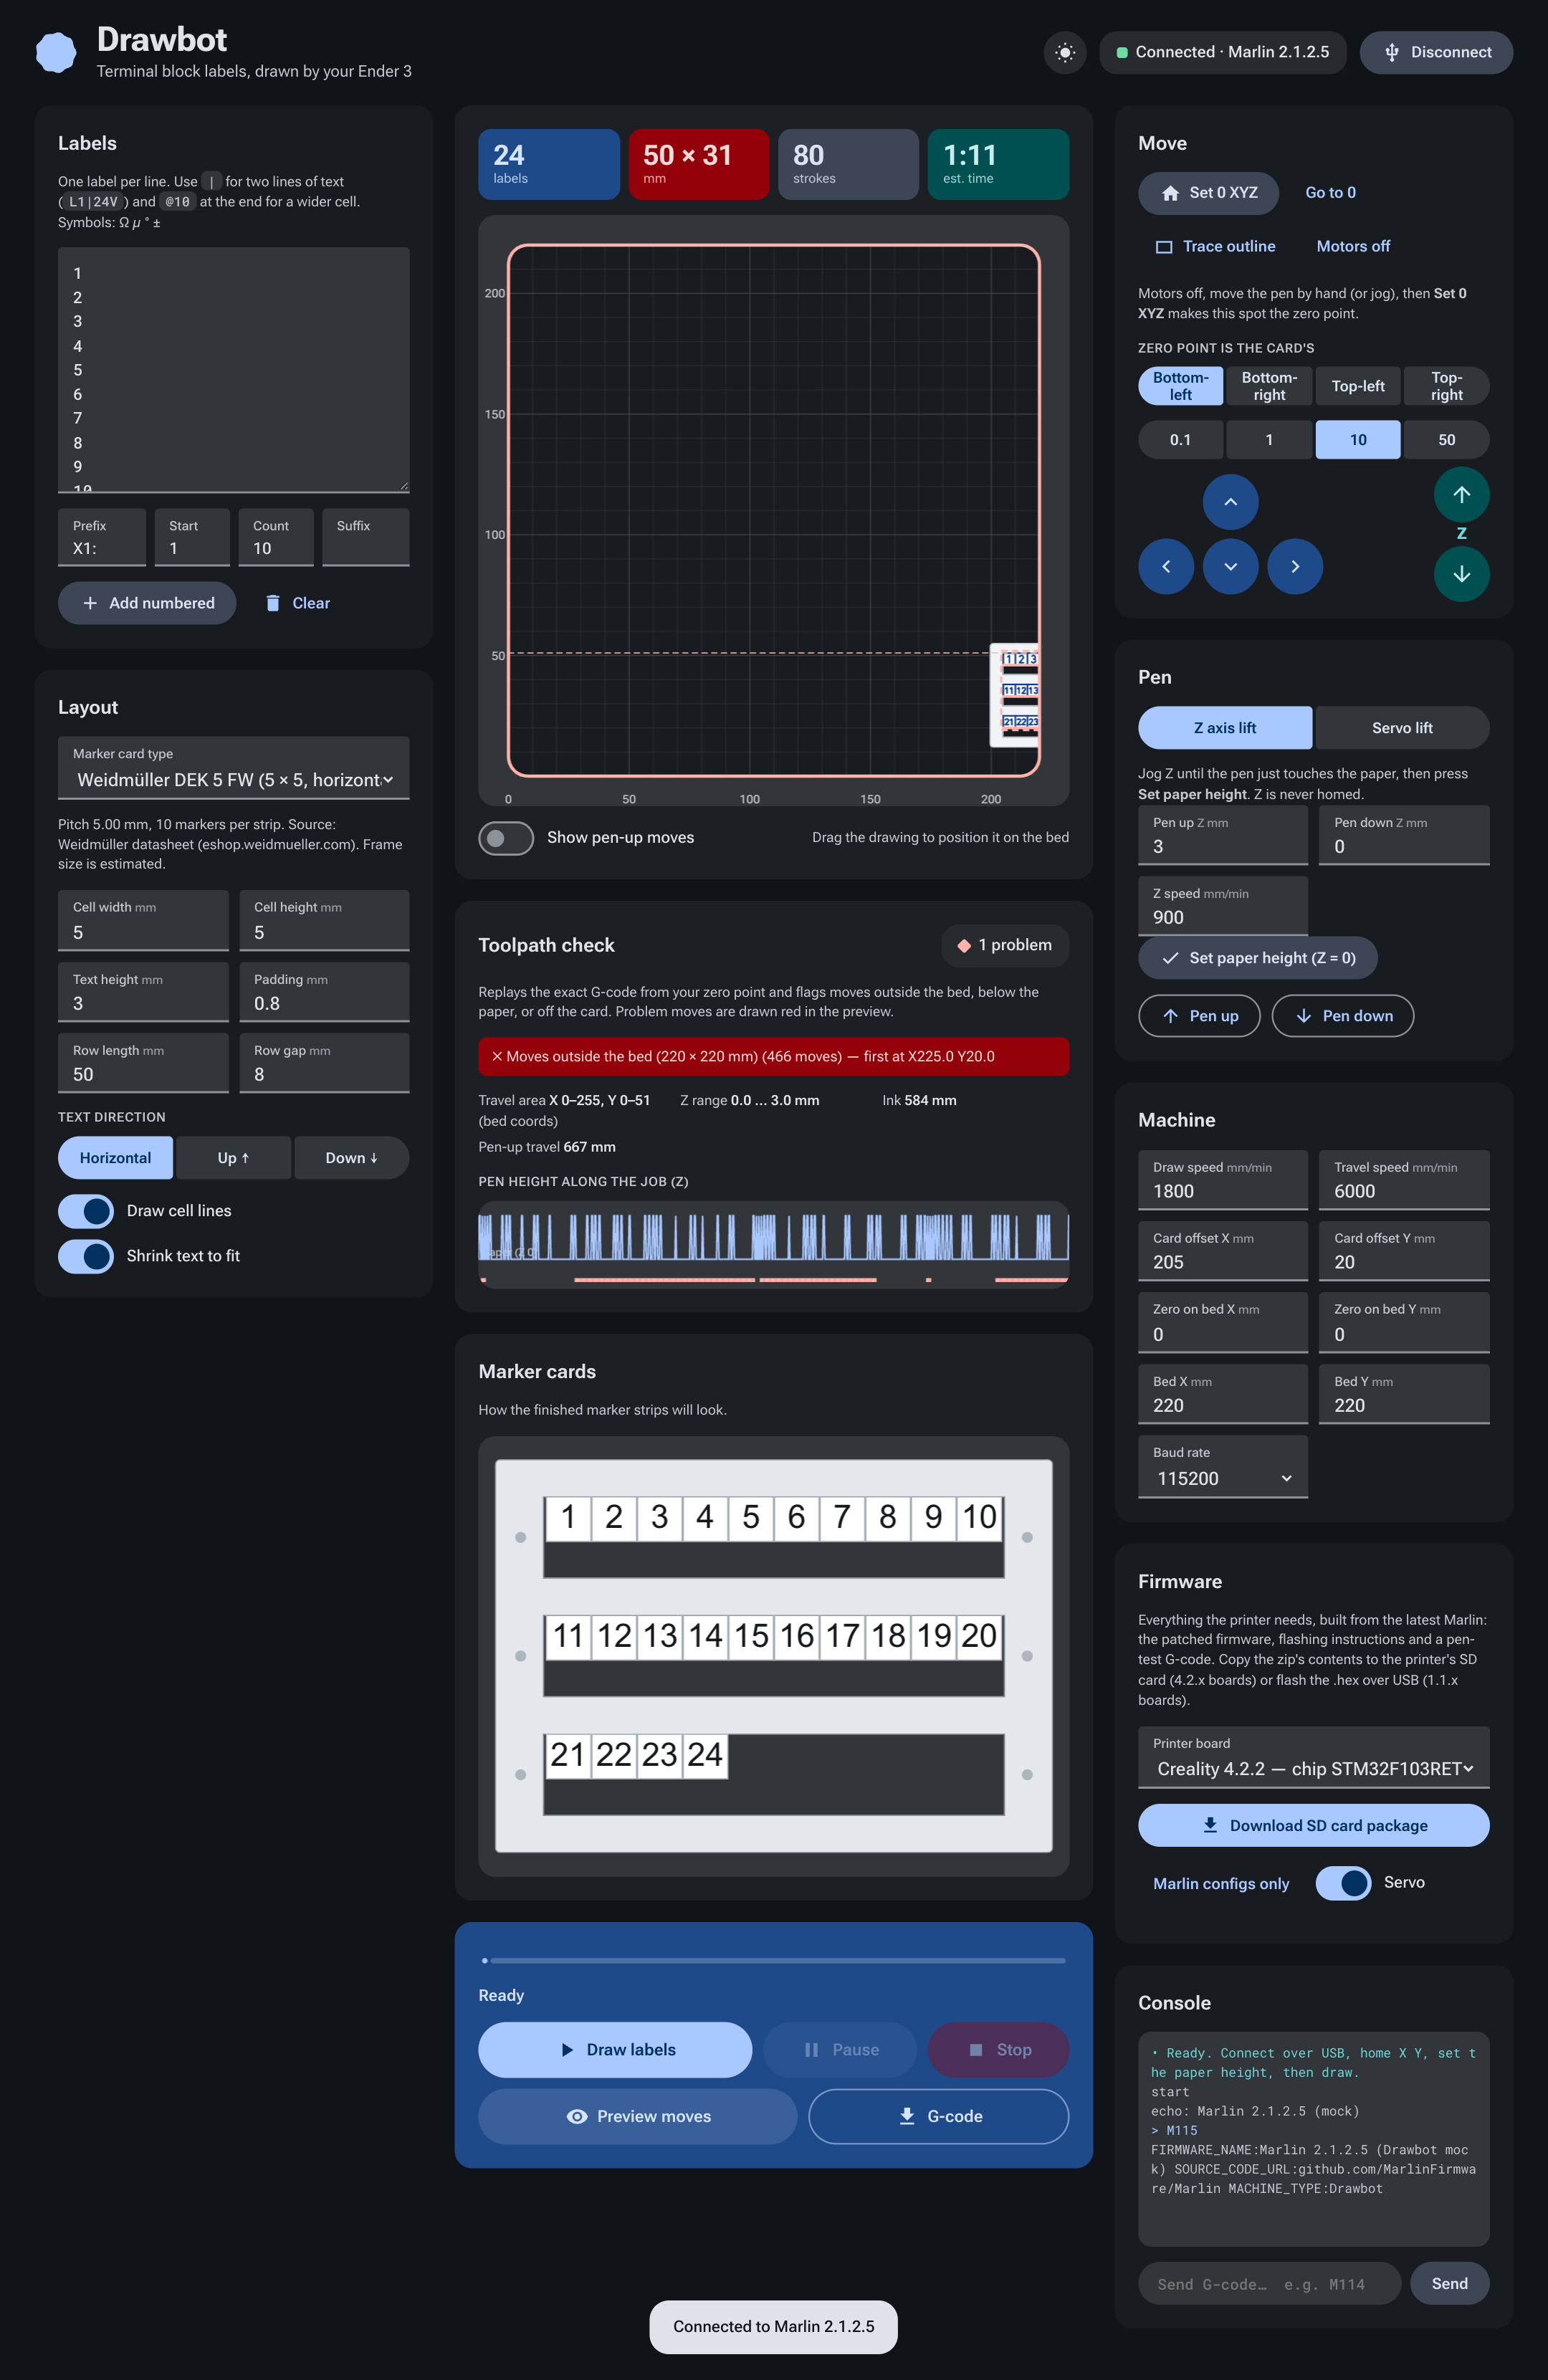 Drawbot
Terminal block labels, drawn by your Ender 3
Connected · Marlin 2.1.2.5
Disconnect
Labels
One label per line. Use | for two lines of text
(L1|24V) and @10 at the end for a wider cell.
Symbols: Ω µ ° ±
1
2
3
4
5
6
7
8
9
10
Prefix
X1:
Start
1
Count
10
Suffix
Add numbered
Clear
Layout
Marker card type
Weidmüller DEK 5 FW (5 × 5, horizont
Pitch 5.00 mm, 10 markers per strip. Source:
Weidmüller datasheet (eshop.weidmueller.com). Frame
size is estimated.
Cell width mm
5
Cell height mm
5
Text height mm
3
Padding mm
0.8
Row length mm
50
Row gap mm
8
TEXT DIRECTION
Horizontal
Up ↑
Down ↓
Draw cell lines
Shrink text to fit
24
labels
50 × 31
mm
80
strokes
1:11
est. time
200
150
100
50
0 50 100 150 200
1 2 3
11 12 13
21 22 23
Show pen-up moves
Drag the drawing to position it on the bed
Toolpath check
1 problem
Replays the exact G-code from your zero point and flags moves outside the bed, below the
paper, or off the card. Problem moves are drawn red in the preview.
× Moves outside the bed (220 × 220 mm) (466 moves) — first at X225.0 Y20.0
Travel area X 0–255, Y 0–51
(bed coords)
Z range 0.0 … 3.0 mm
Ink 584 mm
Pen-up travel 667 mm
PEN HEIGHT ALONG THE JOB (Z)
Marker cards
How the finished marker strips will look.
1 2 3 4 5 6 7 8 9 10
11 12 13 14 15 16 17 18 19 20
21 22 23 24
Ready
Draw labels
Pause
Stop
Preview moves
G-code
Move
Set 0 XYZ
Go to 0
Trace outline
Motors off
Motors off, move the pen by hand (or jog), then Set 0
XYZ makes this spot the zero point.
ZERO POINT IS THE CARD'S
Bottom-
left
Bottom-
right
Top-left
Top-
right
0.1
1
10
50
Z
Pen
Z axis lift
Servo lift
Jog Z until the pen just touches the paper, then press
Set paper height. Z is never homed.
Pen up Z mm
3
Pen down Z mm
0
Z speed mm/min
900
Set paper height (Z = 0)
Pen up
Pen down
Machine
Draw speed mm/min
1800
Travel speed mm/min
6000
Card offset X mm
205
Card offset Y mm
20
Zero on bed X mm
0
Zero on bed Y mm
0
Bed X mm
220
Bed Y mm
220
Baud rate
115200
Firmware
Everything the printer needs, built from the latest Marlin:
the patched firmware, flashing instructions and a pen-
test G-code. Copy the zip's contents to the printer's SD
card (4.2.x boards) or flash the .hex over USB (1.1.x
boards).
Printer board
Creality 4.2.2 — chip STM32F103RET
Download SD card package
Marlin configs only
Servo
Console
· Ready. Connect over USB, home X Y, set t
he paper height, then draw.
start
echo: Marlin 2.1.2.5 (mock)
> M115
FIRMWARE_NAME:Marlin 2.1.2.5 (Drawbot moc
k) SOURCE_CODE_URL:github.com/MarlinFirmwa
re/Marlin MACHINE_TYPE:Drawbot
Send G-code… e.g. M114
Send
Connected to Marlin 2.1.2.5